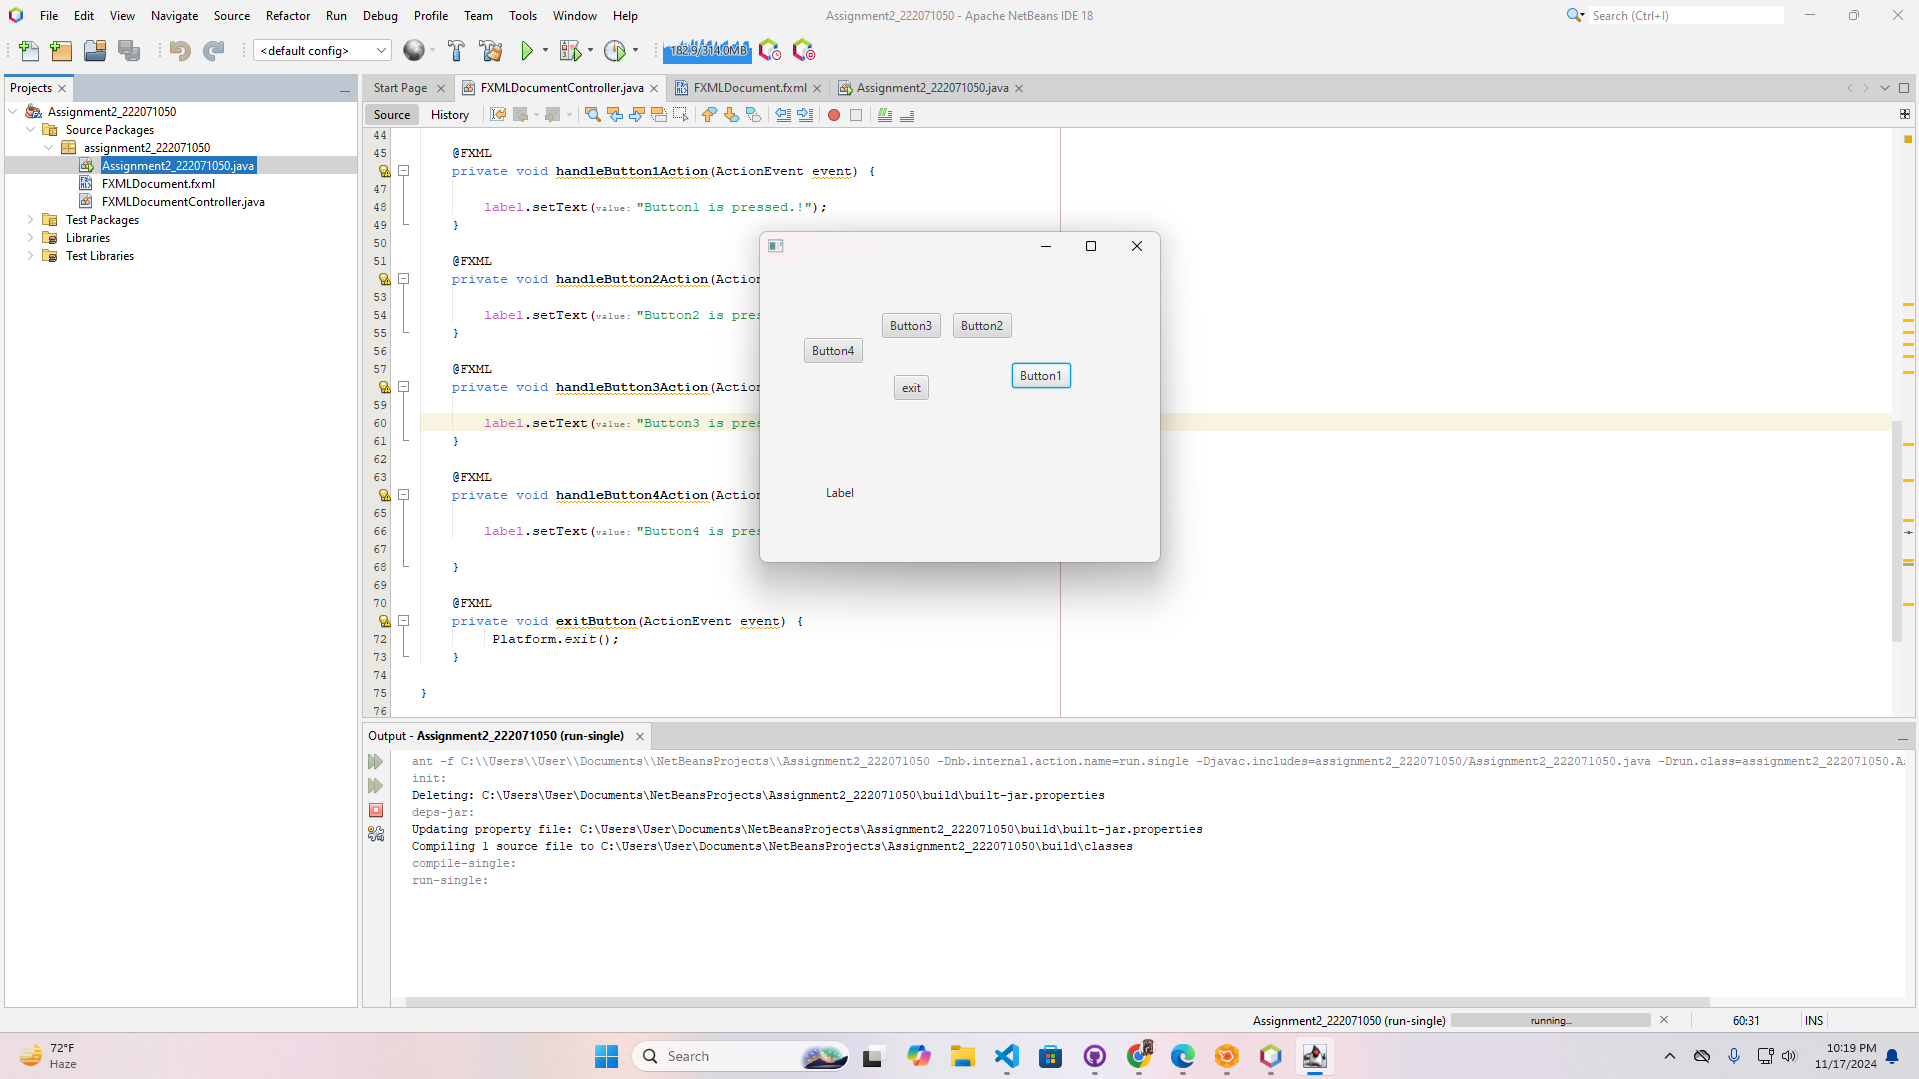 File Edit View Navigate Source Refactor Run Debug Profile Team Tools Window Help
Assignment2_222071050 - Apache NetBeans IDE 18
Search (Ctrl+I)
<default config>
182.9/314.0MB
Projects
Start Page
FXMLDocumentController.java
FXMLDocument.fxml
Assignment2_222071050.java
Source History
Assignment2_222071050
Source Packages
assignment2_222071050
Assignment2_222071050.java
FXMLDocument.fxml
FXMLDocumentController.java
Test Packages
Libraries
Test Libraries
44
45 @FXML
private void handleButton1Action(ActionEvent event) {
47
48 label.setText(value: "Button1 is pressed.!");
49 }
50
51 @FXML
private void handleButton2Action(Action
53
54 label.setText(value: "Button2 is pres
55 }
56
57 @FXML
private void handleButton3Action(Action
59
60 label.setText(value: "Button3 is pres
61 }
62
63 @FXML
private void handleButton4Action(Action
65
66 label.setText(value: "Button4 is pres
67
68 }
69
70 @FXML
private void exitButton(ActionEvent event) {
72 Platform.exit();
73 }
74
75 }
76
Button3 Button2
Button4
Button1
exit
Label
Output - Assignment2_222071050 (run-single)
ant -f C:\\Users\\User\\Documents\\NetBeansProjects\\Assignment2_222071050 -Dnb.internal.action.name=run.single -Djavac.includes=assignment2_222071050/Assignment2_222071050.java -Drun.class=assignment2_222071050.As
init:
Deleting: C:\Users\User\Documents\NetBeansProjects\Assignment2_222071050\build\built-jar.properties
deps-jar:
Updating property file: C:\Users\User\Documents\NetBeansProjects\Assignment2_222071050\build\built-jar.properties
Compiling 1 source file to C:\Users\User\Documents\NetBeansProjects\Assignment2_222071050\build\classes
compile-single:
run-single:
Assignment2_222071050 (run-single)
running...
60:31
INS
72°F
Haze
Search
10:19 PM
11/17/2024